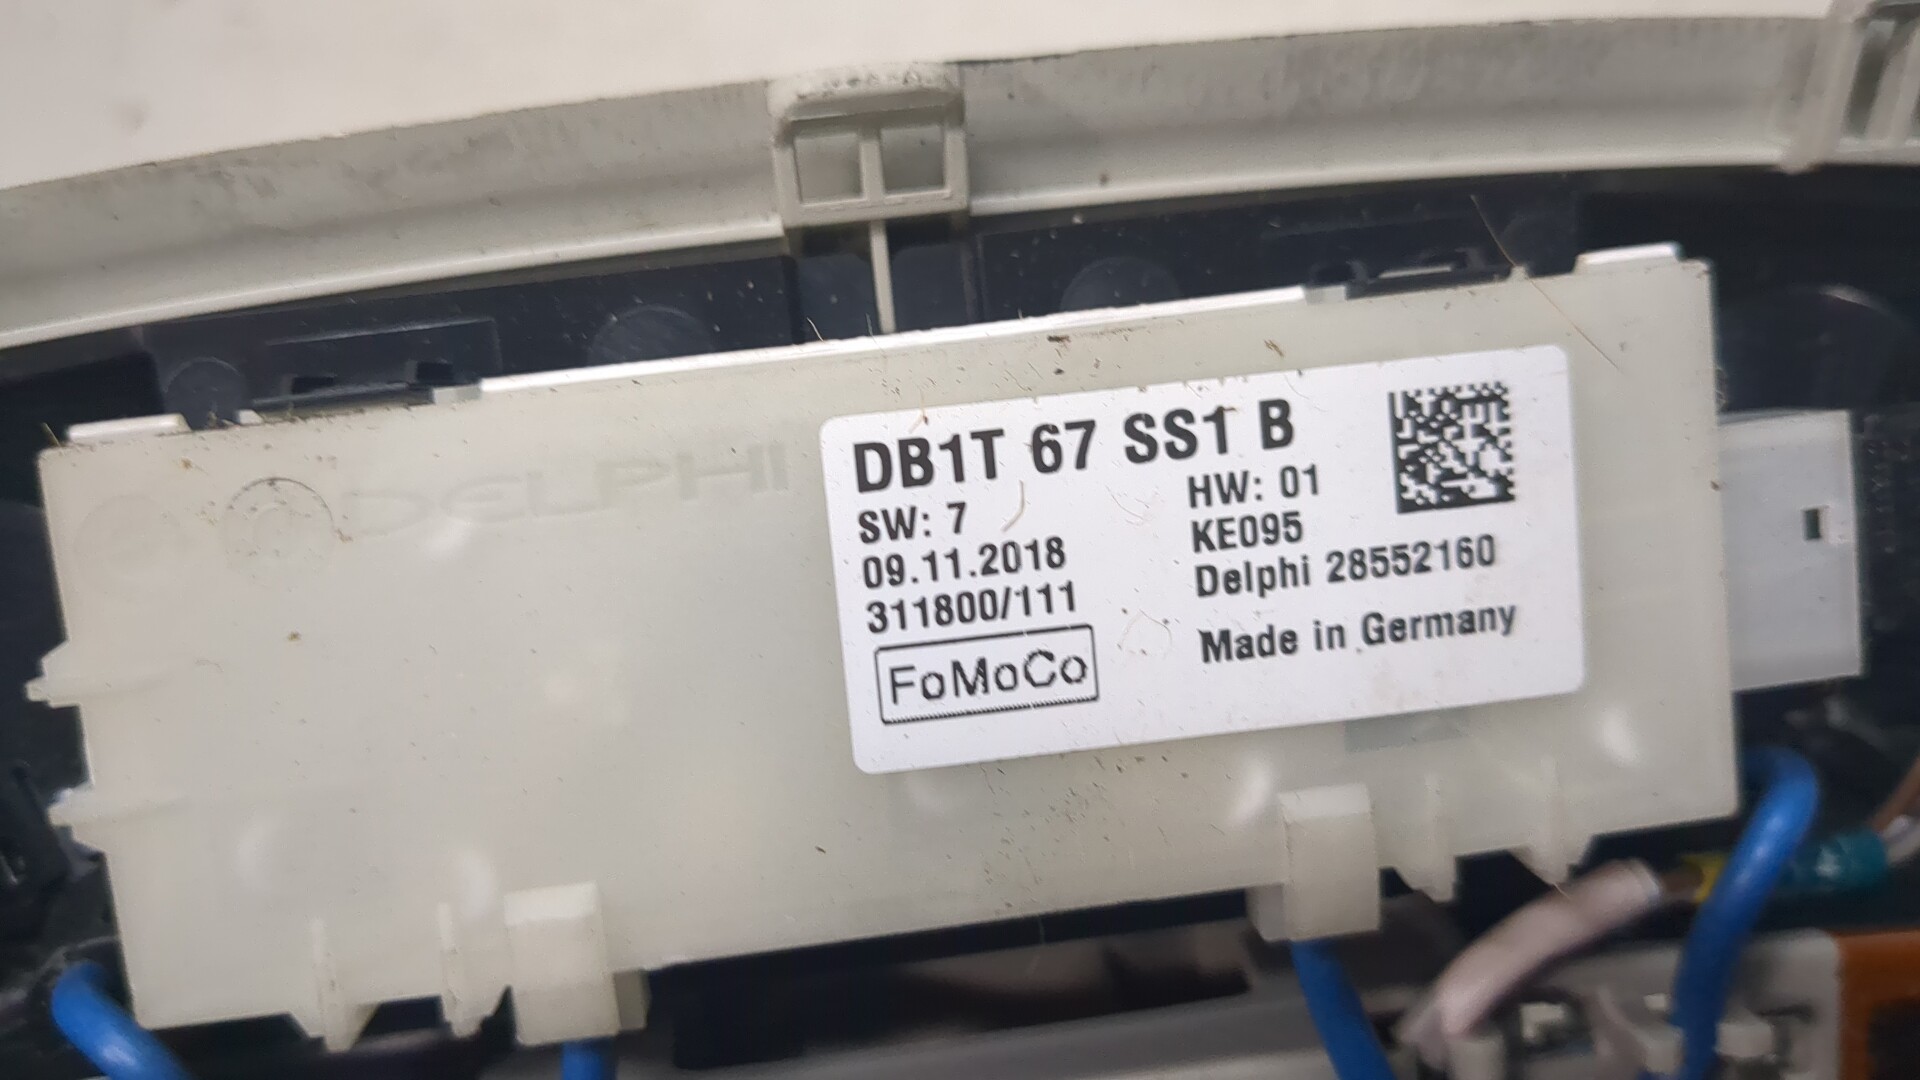 DELPHI
DB1T 67 SS1 B
SW: 7 HW: 01
09.11.2018 KE095
311800/111 Delphi 28552160
FoMoCo Made in Germany